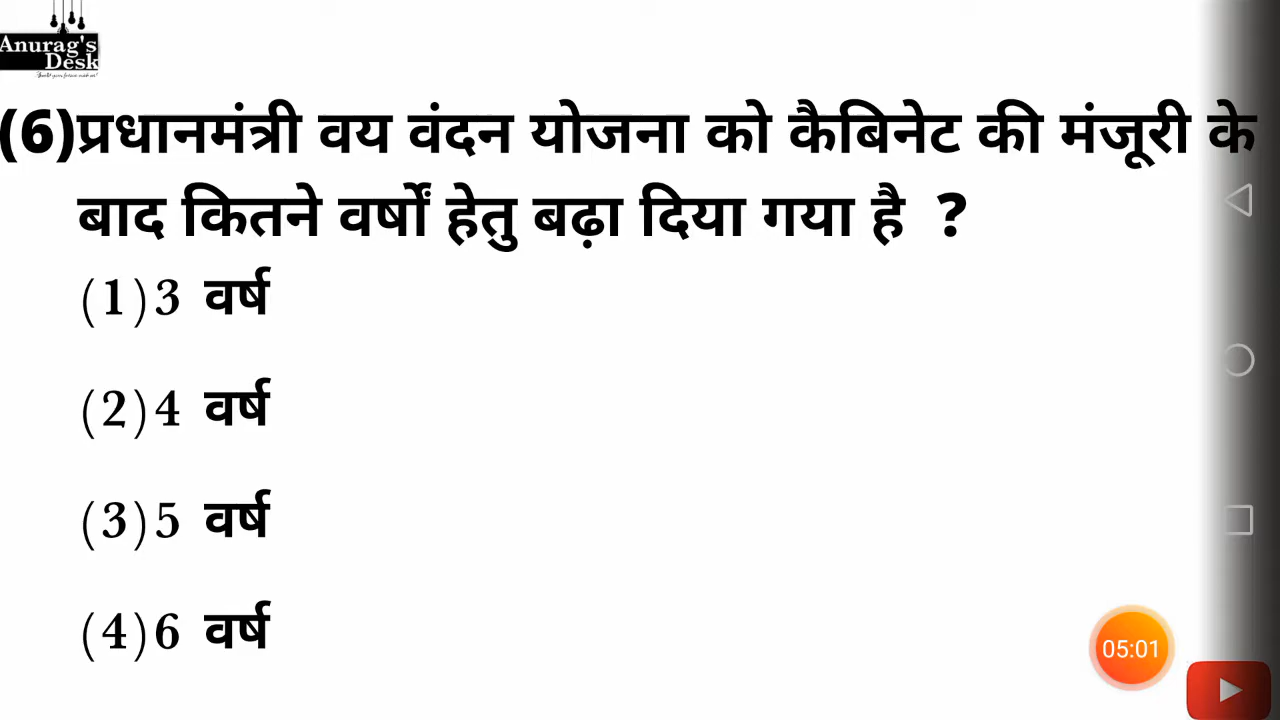 Anurag's
Desk
(6)प्रधानमंत्री वय वंदन योजना को कैबिनेट की मंजूरी के
बाद कितने वर्षों हेतु बढ़ा दिया गया है ?
(1)3 वर्ष
(2)4 वर्ष
(3)5 वर्ष
(4)6 वर्ष
05:01